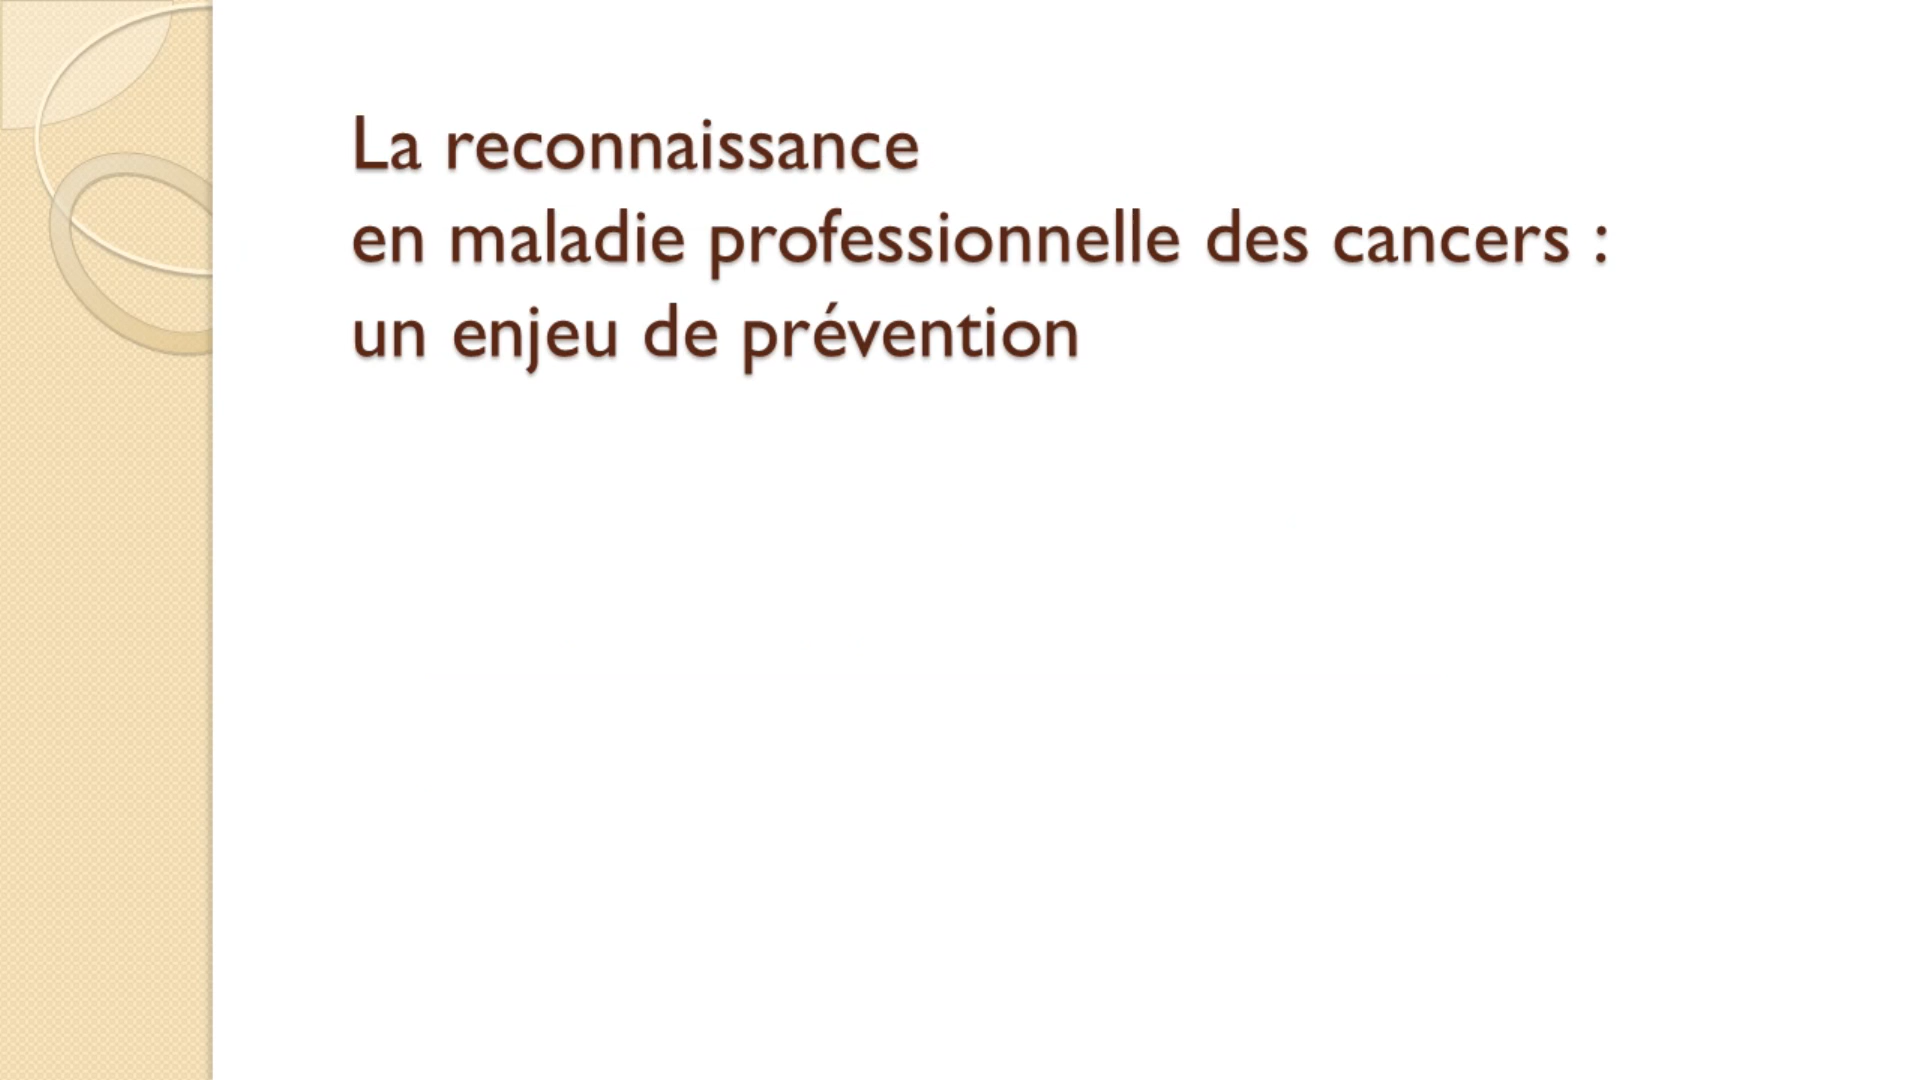 La reconnaissance
en maladie professionnelle des cancers :
un enjeu de prévention